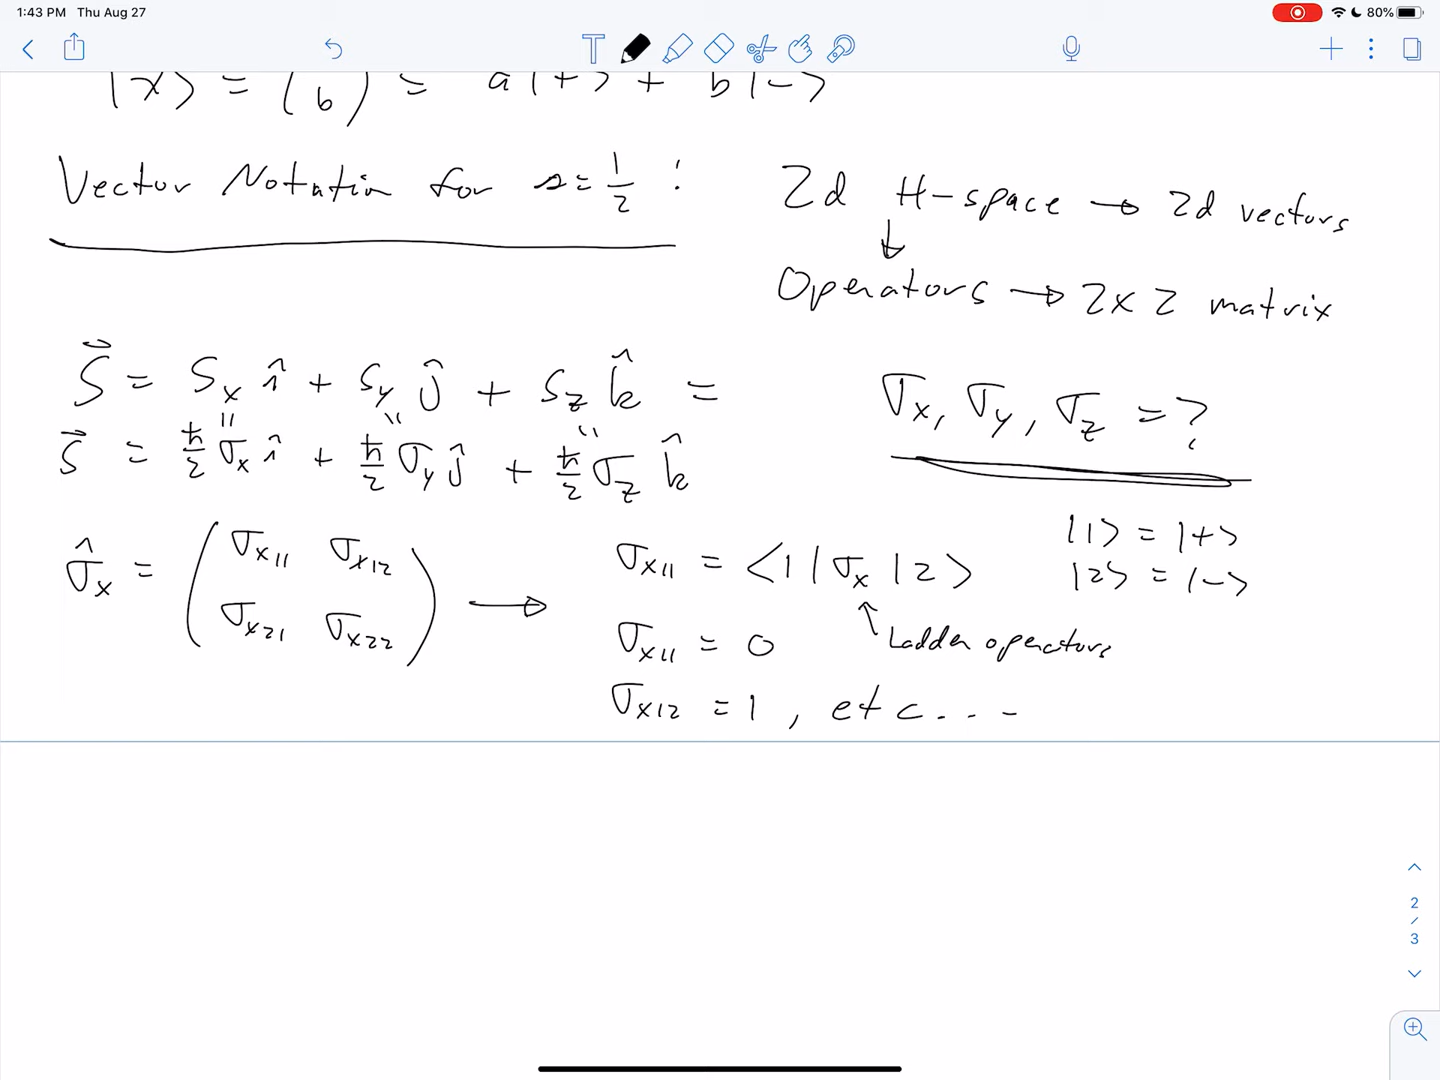 1:43 PM Thu Aug 27 80%
|χ> = ( b ) = a |+> + b |->
Vector Notation for s = 1/2 :
2d H-space → 2d vectors
↓
Operators → 2x2 matrix
S⃗ = Sx î + Sy ĵ + Sz k̂ =
" " "
S⃗ = ħ/2 σx î + ħ/2 σy ĵ + ħ/2 σz k̂
σx, σy, σz = ?
|1> = |+>
|2> = |->
σ̂x = ( σx11 σx12
σx21 σx22 ) →
σx11 = <1| σx |2>
↑ Ladder operators
σx11 = 0
σx12 = 1, etc....
2
/
3